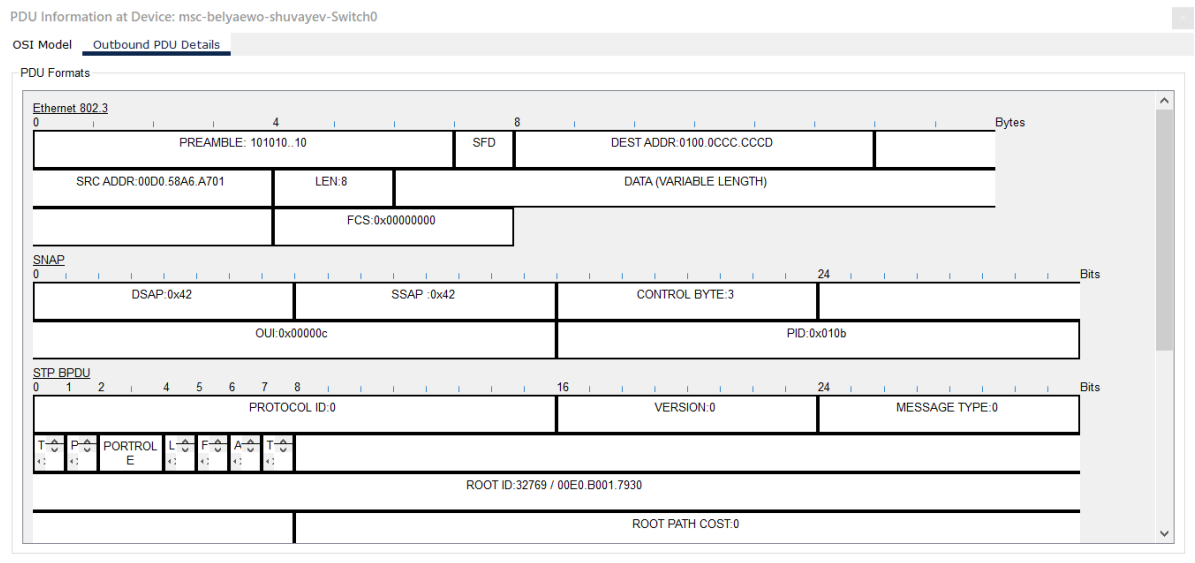 PDU Information at Device: msc-belyaewo-shuvayev-Switch0
OSI Model Outbound PDU Details
PDU Formats
Ethernet 802.3
0 4 8 Bytes
PREAMBLE: 101010..10 SFD DEST ADDR:0100.0CCC.CCCD
SRC ADDR:00D0.58A6.A701 LEN:8 DATA (VARIABLE LENGTH)
FCS:0x00000000
SNAP
0 24 Bits
DSAP:0x42 SSAP :0x42 CONTROL BYTE:3
OUI:0x00000c PID:0x010b
STP BPDU
0 1 2 4 5 6 7 8 16 24 Bits
PROTOCOL ID:0 VERSION:0 MESSAGE TYPE:0
T P PORTROL L F A T
E
ROOT ID:32769 / 00E0.B001.7930
ROOT PATH COST:0